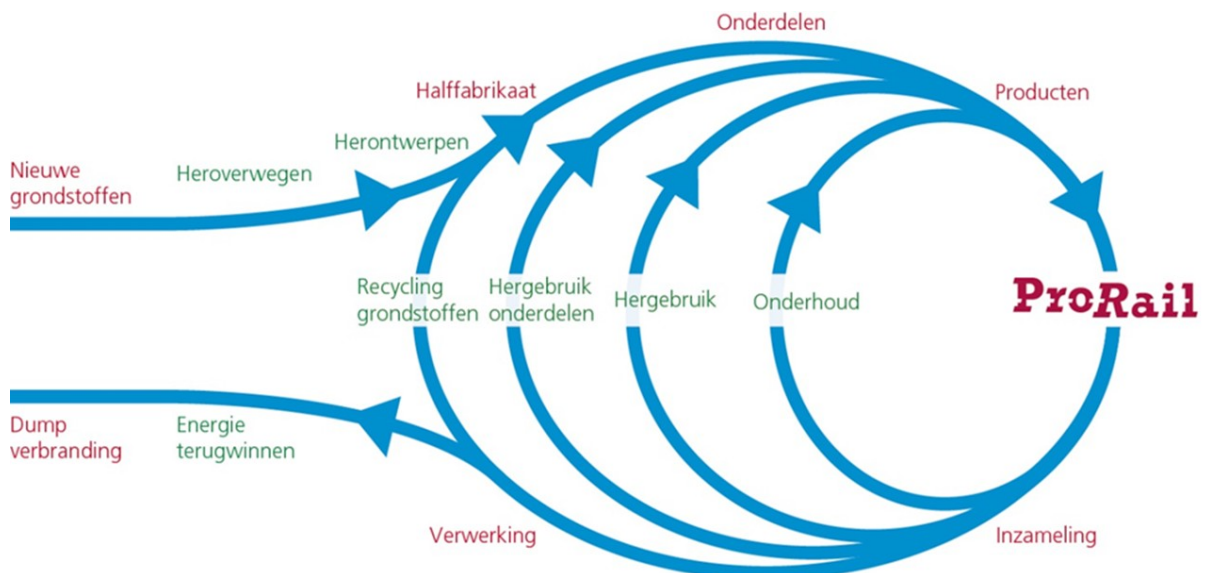 Onderdelen
Halffabrikaat
Producten
Herontwerpen
Nieuwe
grondstoffen
Heroverwegen
Recycling
grondstoffen
Hergebruik
onderdelen
Hergebruik
Onderhoud
ProRail
Dump
verbranding
Energie
terugwinnen
Verwerking
Inzameling